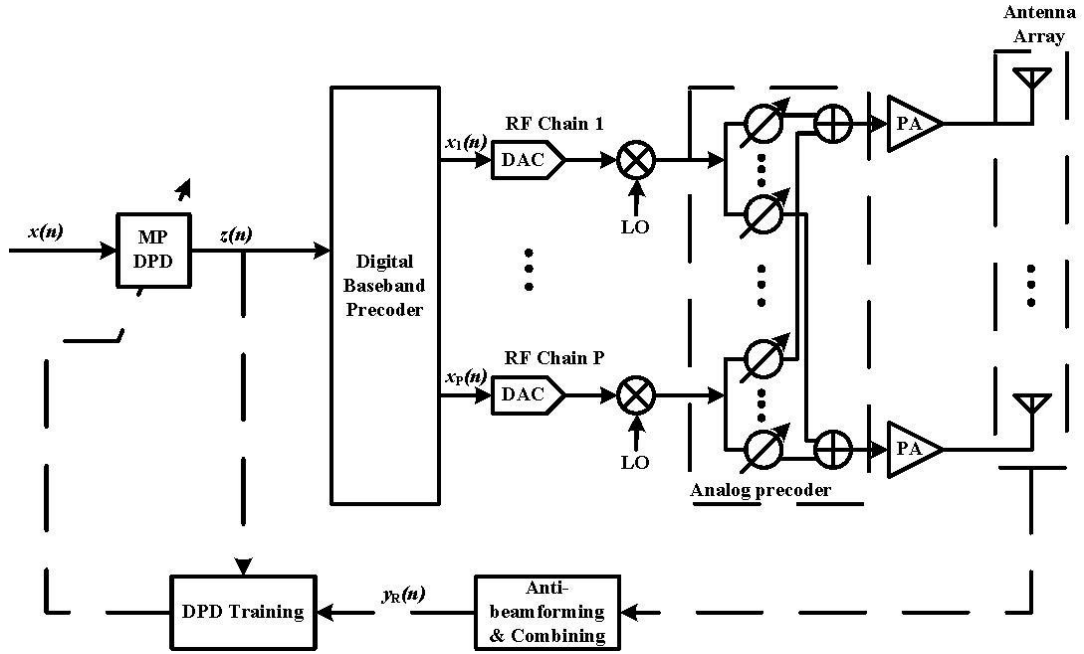 Antenna
Array
RF Chain 1
x1(n)
DAC
PA
LO
x(n)
MP
DPD
z(n)
Digital
Baseband
Precoder
RF Chain P
xP(n)
DAC
LO
PA
Analog precoder
DPD Training
yR(n)
Anti-
beamforming
& Combining